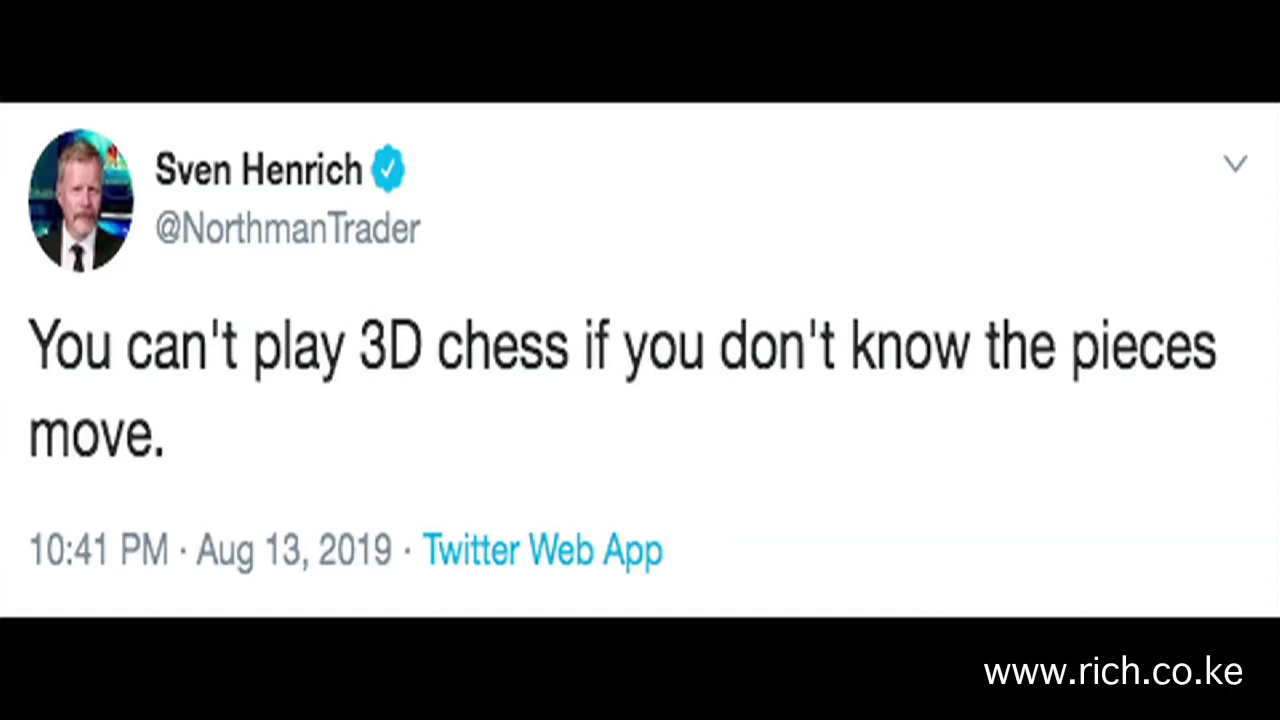 Sven Henrich
@NorthmanTrader
You can't play 3D chess if you don't know the pieces
move.
10:41 PM · Aug 13, 2019 · Twitter Web App
www.rich.co.ke